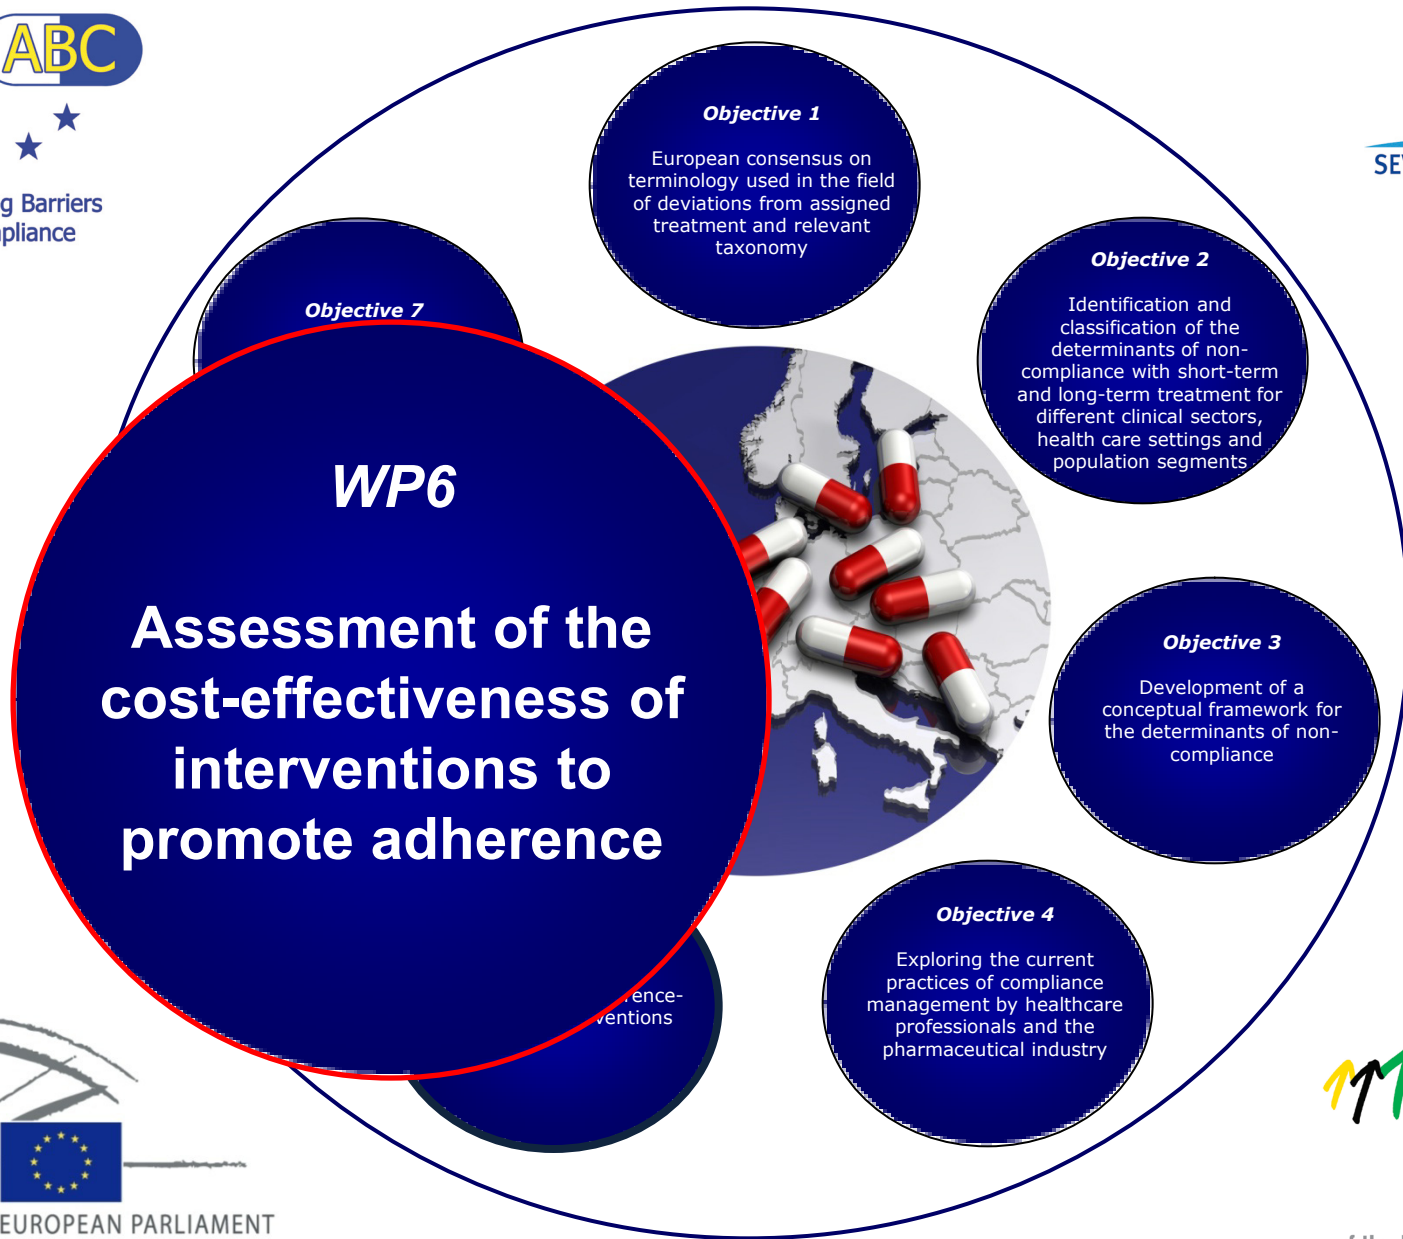 ABC
g Barriers
pliance
Objective 1
European consensus on
terminology used in the field
of deviations from assigned
treatment and relevant
taxonomy
Objective 2
Identification and
classification of the
determinants of non-
compliance with short-term
and long-term treatment for
different clinical sectors,
health care settings and
population segments
Objective 3
Development of a
conceptual framework for
the determinants of non-
compliance
Objective 4
Exploring the current
practices of compliance
management by healthcare
professionals and the
pharmaceutical industry
rence-
ventions
WP6
Assessment of the
cost-effectiveness of
interventions to
promote adherence
Objective 7
SE
EUROPEAN PARLIAMENT